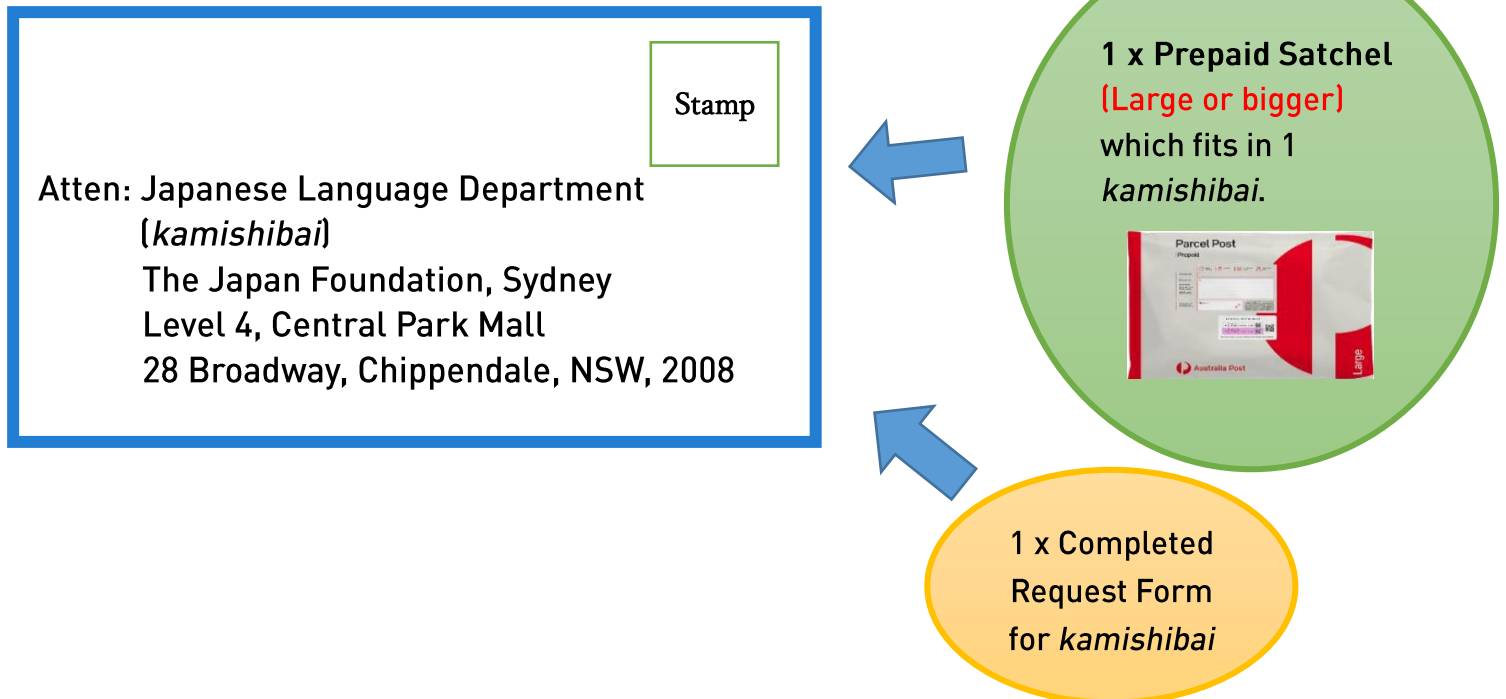 Stamp
Atten: Japanese Language Department
(kamishibai)
The Japan Foundation, Sydney
Level 4, Central Park Mall
28 Broadway, Chippendale, NSW, 2008
1 x Prepaid Satchel
(Large or bigger)
which fits in 1
kamishibai.
Parcel Post
Prepaid
Australia Post
Large
1 x Completed
Request Form
for kamishibai